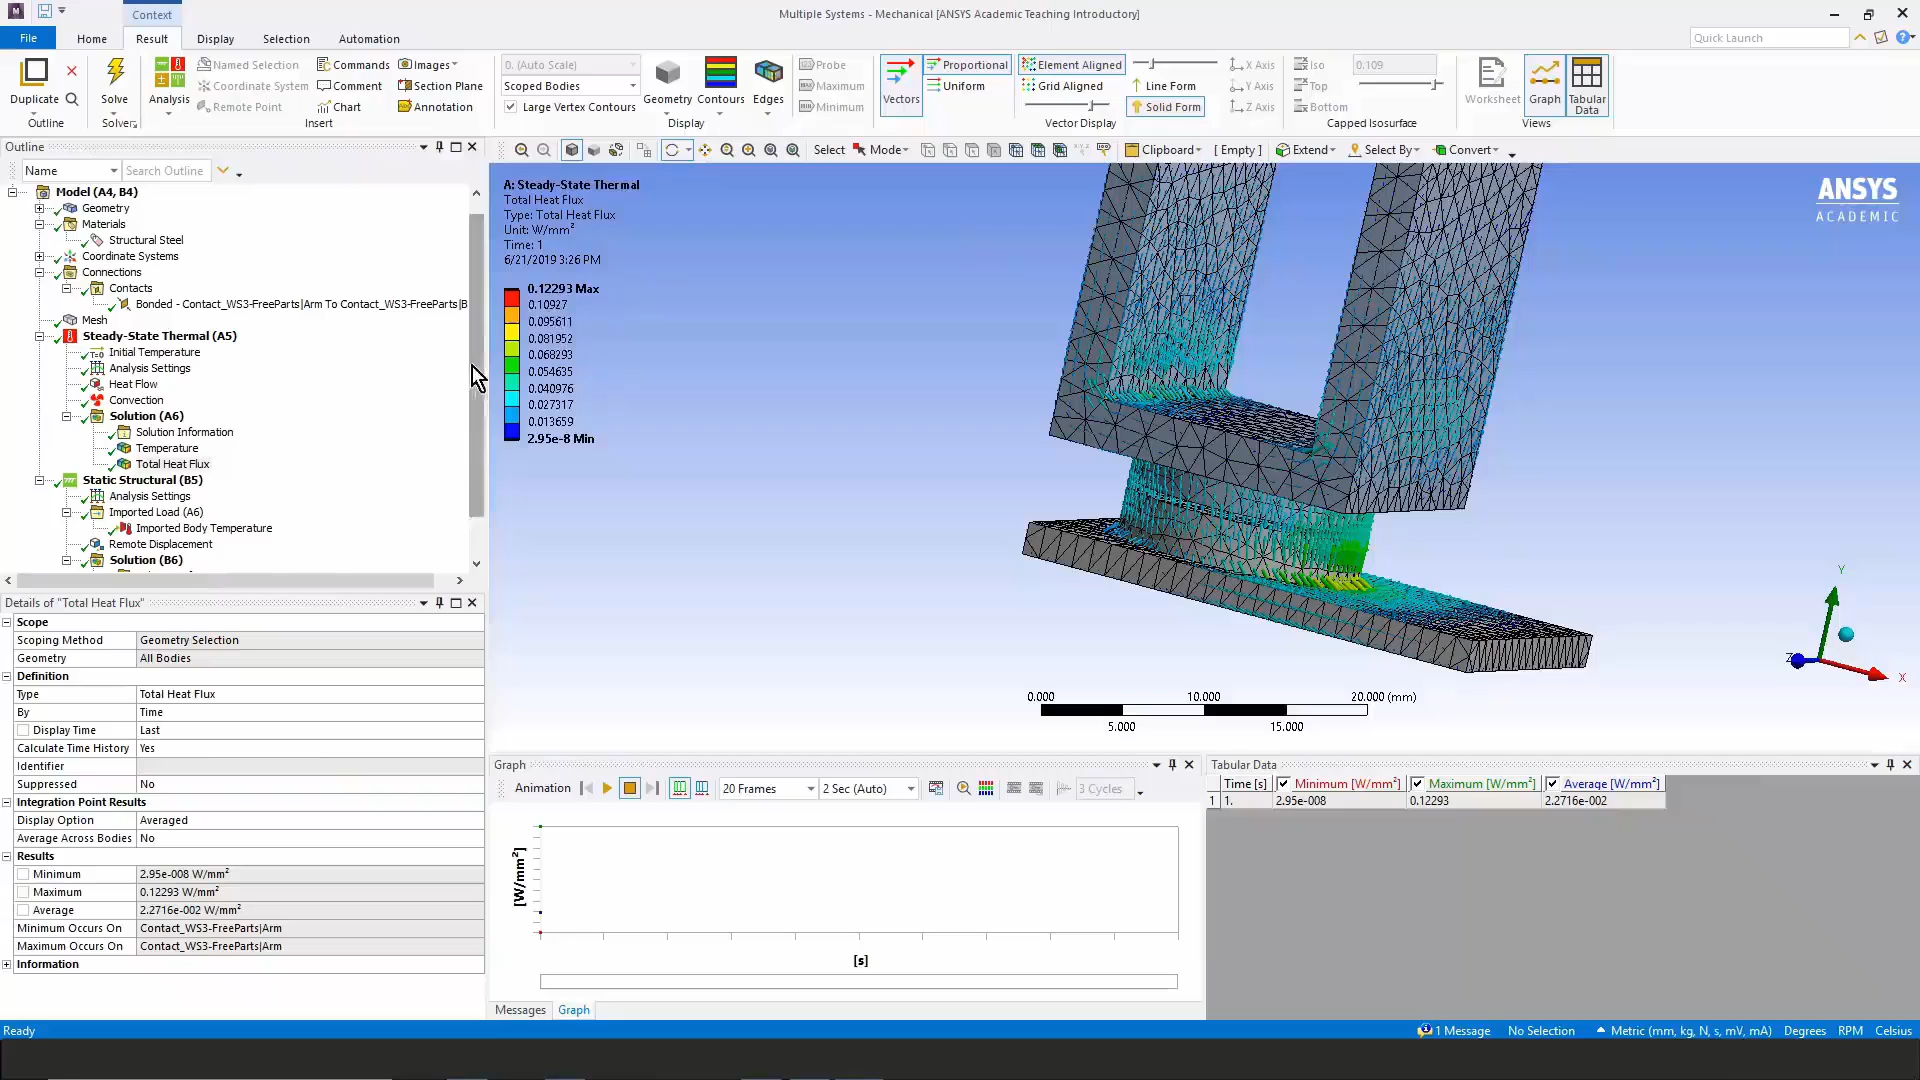 Context
Multiple Systems - Mechanical [ANSYS Academic Teaching Introductory]
File Home Result Display Selection Automation
Quick Launch
Duplicate
Outline
Solve
Solver
Analysis
Named Selection
Coordinate System
Remote Point
Commands
Comment
Chart
Images
Section Plane
Annotation
Insert
0. (Auto Scale)
Scoped Bodies
Large Vertex Contours
Geometry
Contours
Edges
Display
Probe
Maximum
Minimum
Vectors
Proportional
Uniform
Element Aligned
Grid Aligned
Line Form
Solid Form
X Axis
Y Axis
Z Axis
Vector Display
Iso
Top
Bottom
0.109
Capped Isosurface
Worksheet
Graph
Tabular Data
Views
Outline
Name
Search Outline
Select
Mode
Clipboard
[ Empty ]
Extend
Select By
Convert
Model (A4, B4)
Geometry
Materials
Structural Steel
Coordinate Systems
Connections
Contacts
Bonded - Contact_WS3-FreeParts|Arm To Contact_WS3-FreeParts|B
Mesh
Steady-State Thermal (A5)
Initial Temperature
Analysis Settings
Heat Flow
Convection
Solution (A6)
Solution Information
Temperature
Total Heat Flux
Static Structural (B5)
Analysis Settings
Imported Load (A6)
Imported Body Temperature
Remote Displacement
Solution (B6)
A: Steady-State Thermal
Total Heat Flux
Type: Total Heat Flux
Unit: W/mm²
Time: 1
6/21/2019 3:26 PM
0.12293 Max
0.10927
0.095611
0.081952
0.068293
0.054635
0.040976
0.027317
0.013659
2.95e-8 Min
ANSYS
ACADEMIC
Y
Z
X
0.000 10.000 20.000 (mm)
5.000 15.000
Details of "Total Heat Flux"
Scope
Scoping Method Geometry Selection
Geometry All Bodies
Definition
Type Total Heat Flux
By Time
Display Time Last
Calculate Time History Yes
Identifier
Suppressed No
Integration Point Results
Display Option Averaged
Average Across Bodies No
Results
Minimum 2.95e-008 W/mm²
Maximum 0.12293 W/mm²
Average 2.2716e-002 W/mm²
Minimum Occurs On Contact_WS3-FreeParts|Arm
Maximum Occurs On Contact_WS3-FreeParts|Arm
Information
Graph
Animation
20 Frames
2 Sec (Auto)
3 Cycles
[W/mm²]
[s]
Messages Graph
Tabular Data
Time [s] Minimum [W/mm²] Maximum [W/mm²] Average [W/mm²]
1 1. 2.95e-008 0.12293 2.2716e-002
Ready
1 Message No Selection Metric (mm, kg, N, s, mV, mA) Degrees RPM Celsius